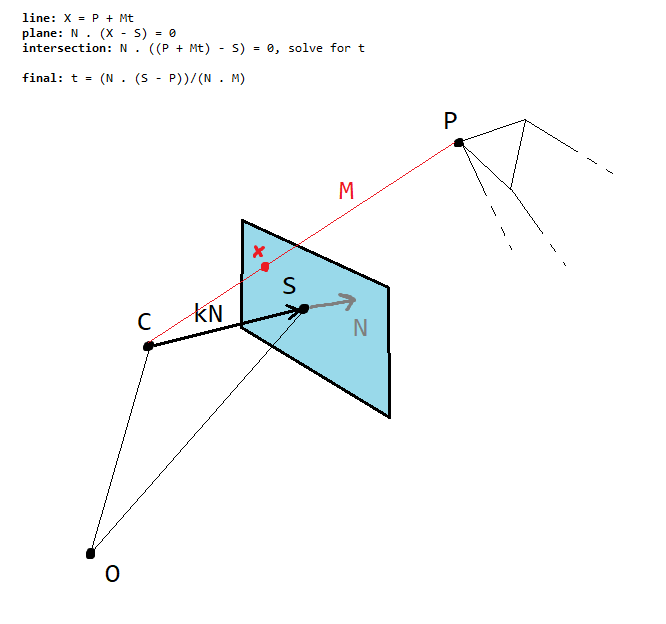 line: X = P + Mt
plane: N . (X - S) = 0
intersection: N . ((P + Mt) - S) = 0, solve for t
final: t = (N . (S - P))/(N . M)
P
M
x
S
kN
N
C
O